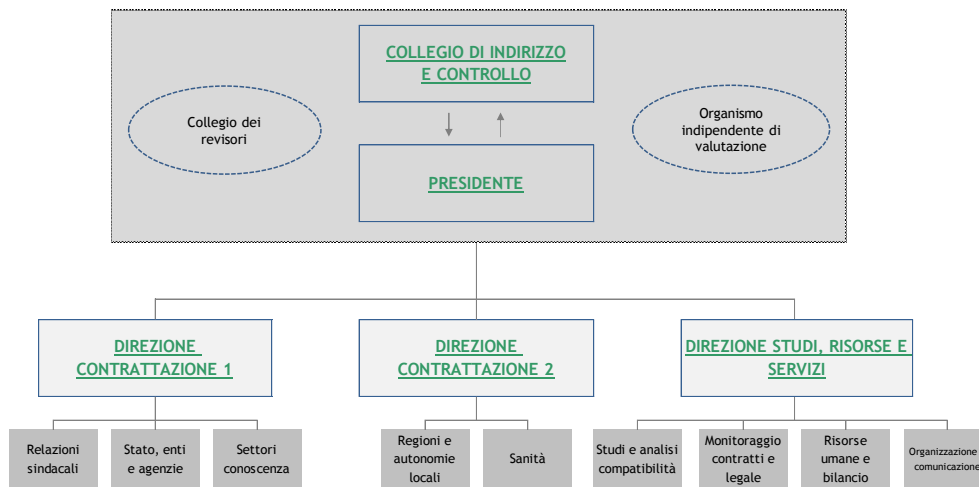 COLLEGIO DI INDIRIZZO
E CONTROLLO
Collegio dei
revisori
Organismo
indipendente di
valutazione
PRESIDENTE
DIREZIONE
CONTRATTAZIONE 1
DIREZIONE
CONTRATTAZIONE 2
DIREZIONE STUDI, RISORSE E
SERVIZI
Relazioni
sindacali
Stato, enti
e agenzie
Settori
conoscenza
Regioni e
autonomie
locali
Sanità
Studi e analisi
compatibilità
Monitoraggio
contratti e
legale
Risorse
umane e
bilancio
Organizzazione e
comunicazione